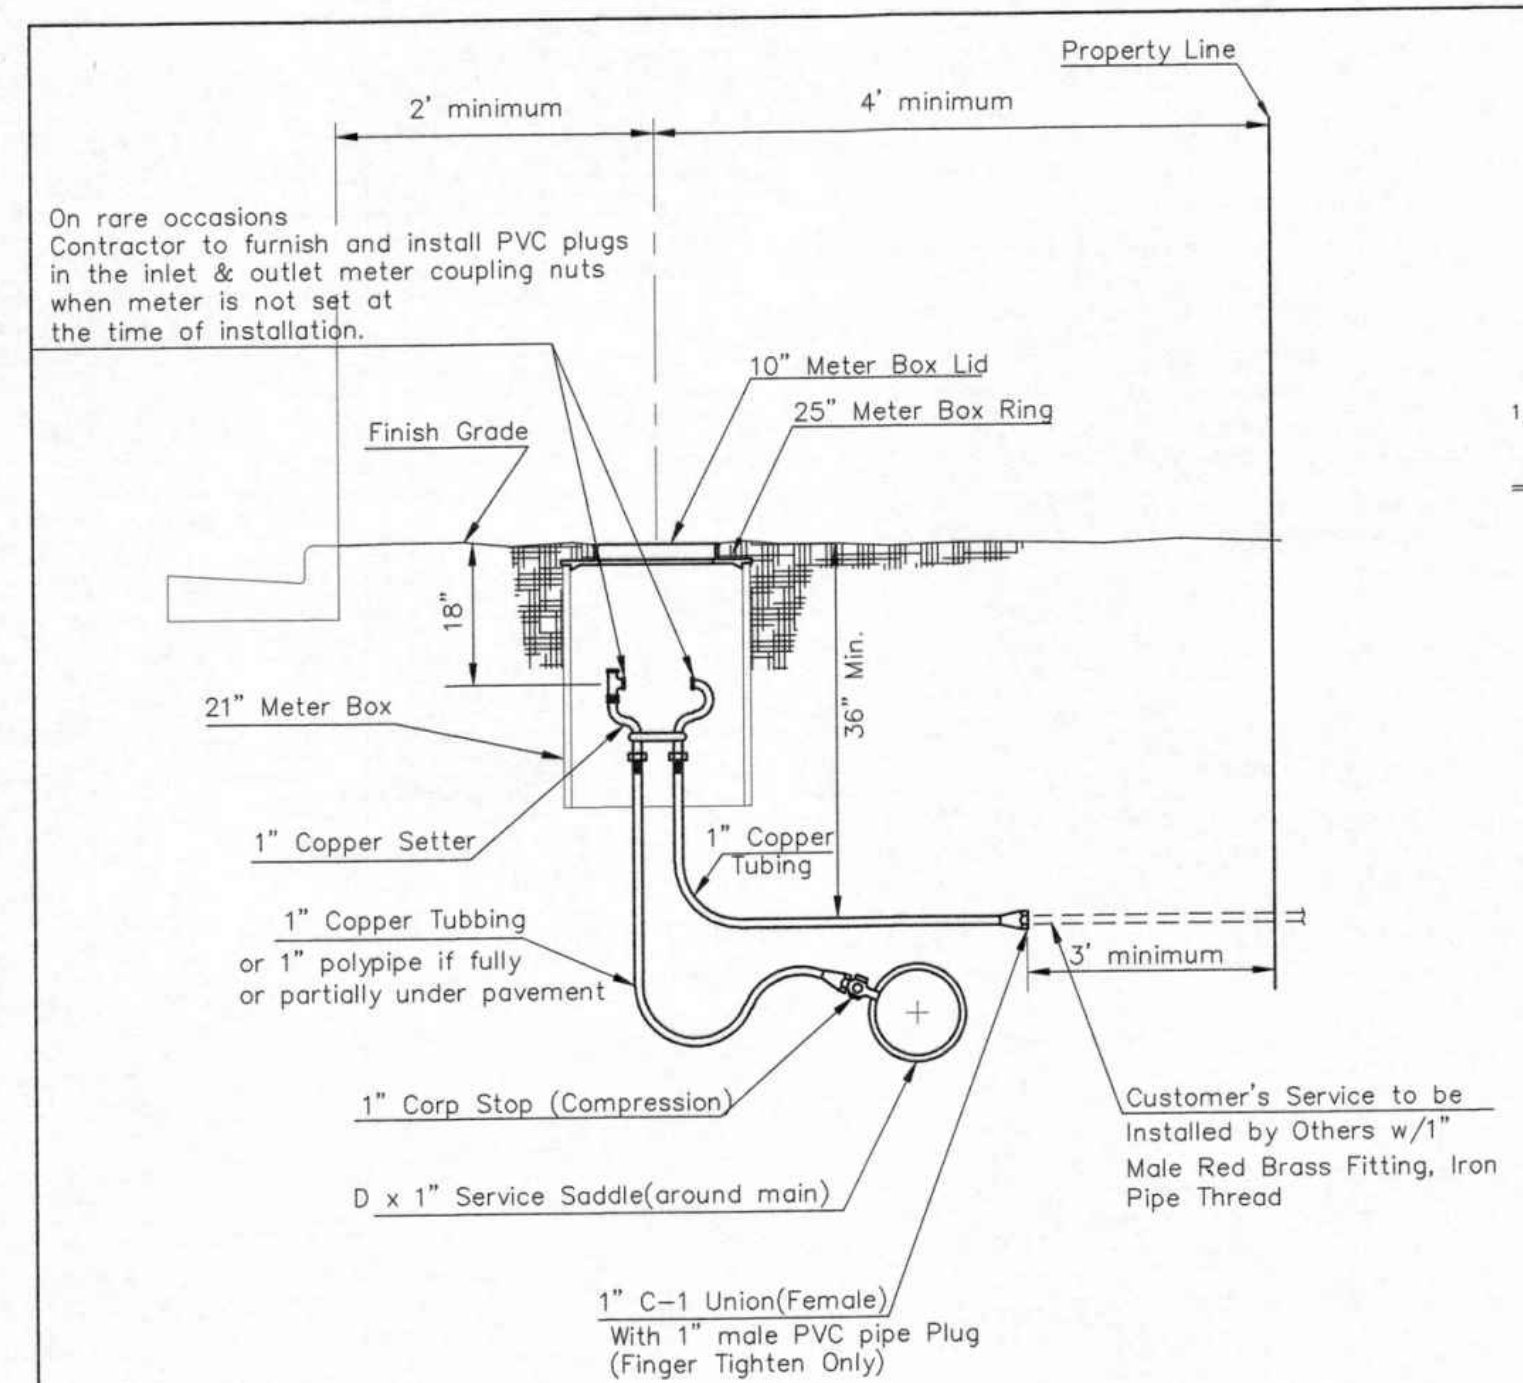 Property Line
2' minimum
4' minimum
On rare occasions
Contractor to furnish and install PVC plugs
in the inlet & outlet meter coupling nuts
when meter is not set at
the time of installation.
10" Meter Box Lid
25" Meter Box Ring
1
Finish Grade
18"
36" Min.
21" Meter Box
1" Copper Setter
1" Copper
Tubing
1" Copper Tubbing
or 1" polypipe if fully
or partially under pavement
3' minimum
1" Corp Stop (Compression)
Customer's Service to be
Installed by Others w/1"
Male Red Brass Fitting, Iron
Pipe Thread
D x 1" Service Saddle(around main)
1" C-1 Union(Female)
With 1" male PVC pipe Plug
(Finger Tighten Only)